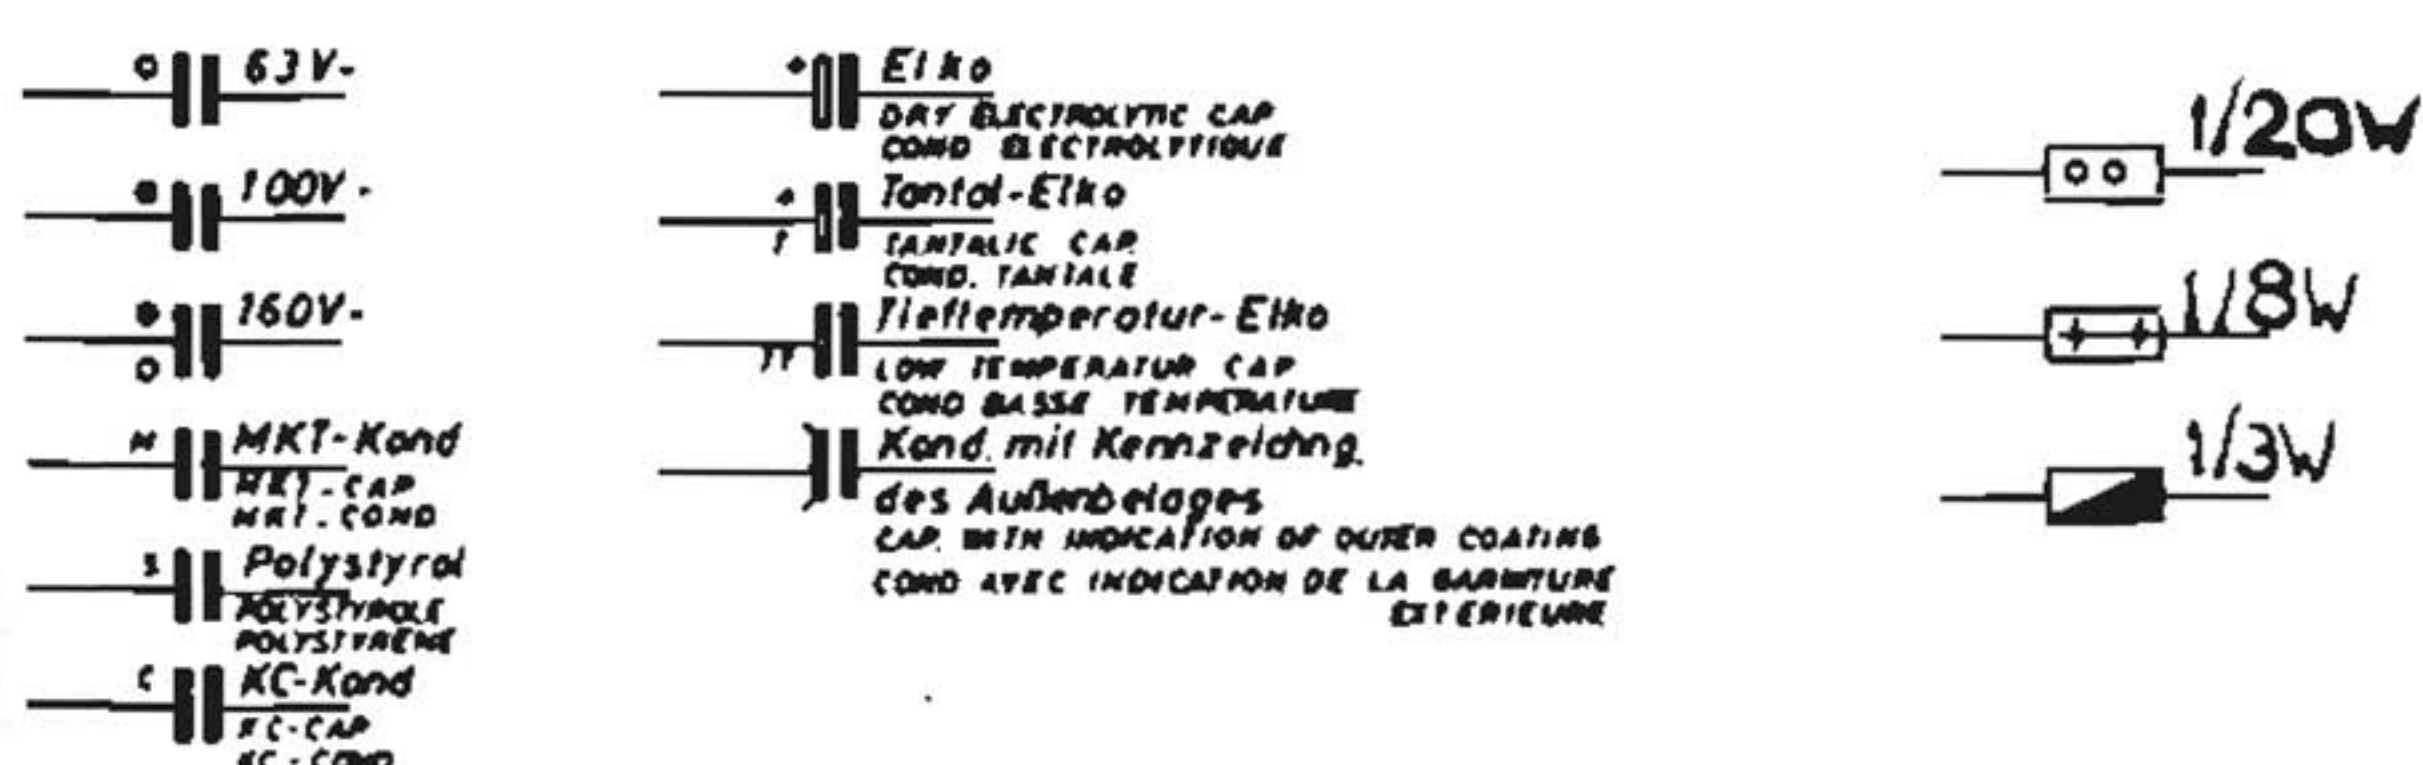 63V-
100V-
160V-
M
MKT-Kond
MKT-CAP
MKT-COND
S
Polystyrol
POLYSTYROLE
POLYSTYRENE
C
KC-Kond
KC-CAP
KC-COND
+
Elko
DRY ELECTROLYTIC CAP
COND ELECTROLYTIQUE
+
T
Tantal-Elko
TANTALIC CAP.
COND. TANTALE
TT
Tieftemperatur-Elko
LOW TEMPERATUR CAP
COND BASSE TEMPERATURE
Kond. mit Kennzeichng.
des Außenbelages
CAP. WITH INDICATION OF OUTER COATING
COND AVEC INDICATION DE LA GARNITURE
EXTERIEURE
1/20W
1/8W
1/3W